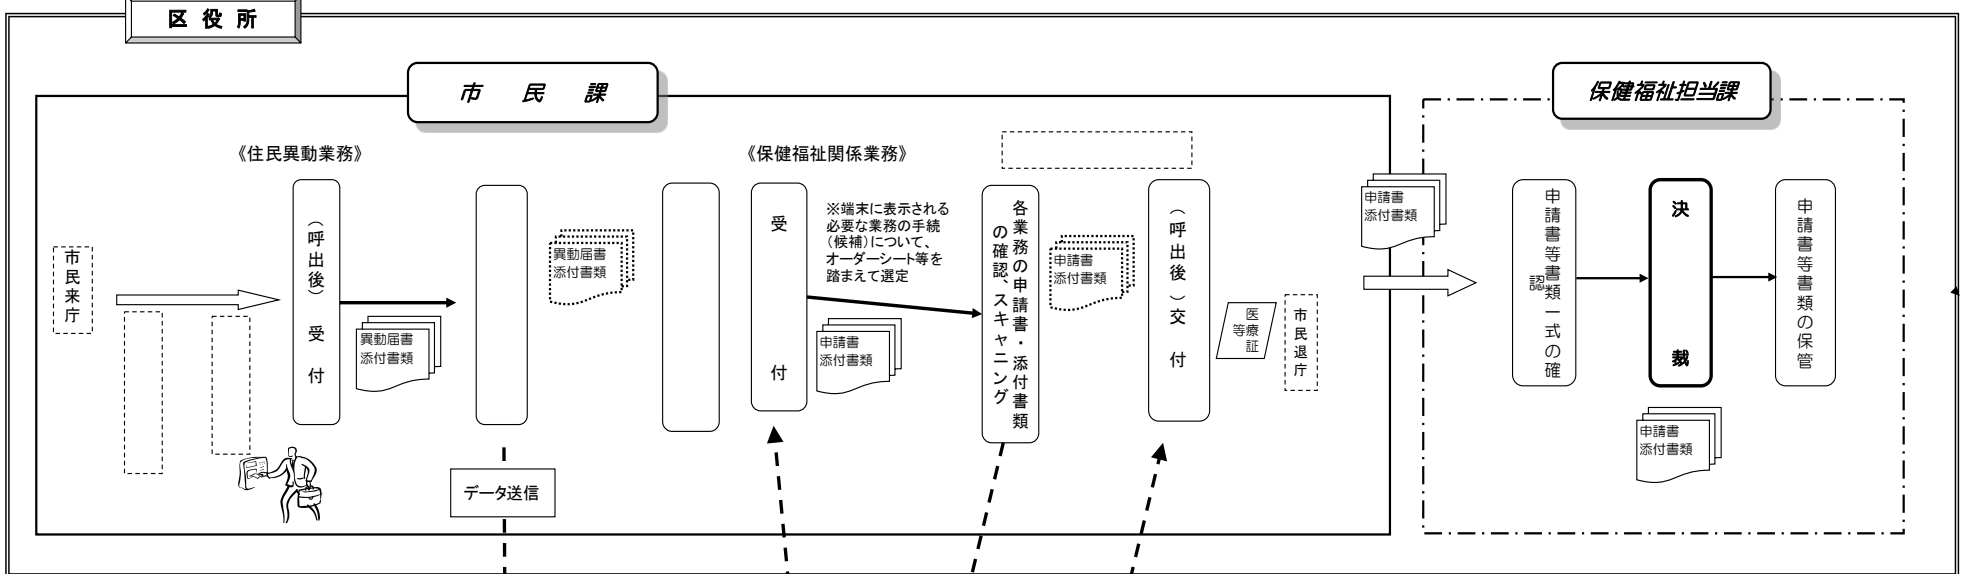 区役所
市民課
保健福祉担当課
《住民異動業務》
《保健福祉関係業務》
市民来庁
（呼出後）受付
異動届書
添付書類
異動届書
添付書類
データ送信
受付
※端末に表示される
必要な業務の手続
（候補）について、
オーダーシート等を
踏まえて選定
申請書
添付書類
各業務の申請書・添付書類
の確認、スキャニング
申請書
添付書類
（呼出後）交付
医療証
等
市民退庁
申請書
添付書類
申請書等書類一式の確
認
決裁
申請書等書類の保管
申請書
添付書類